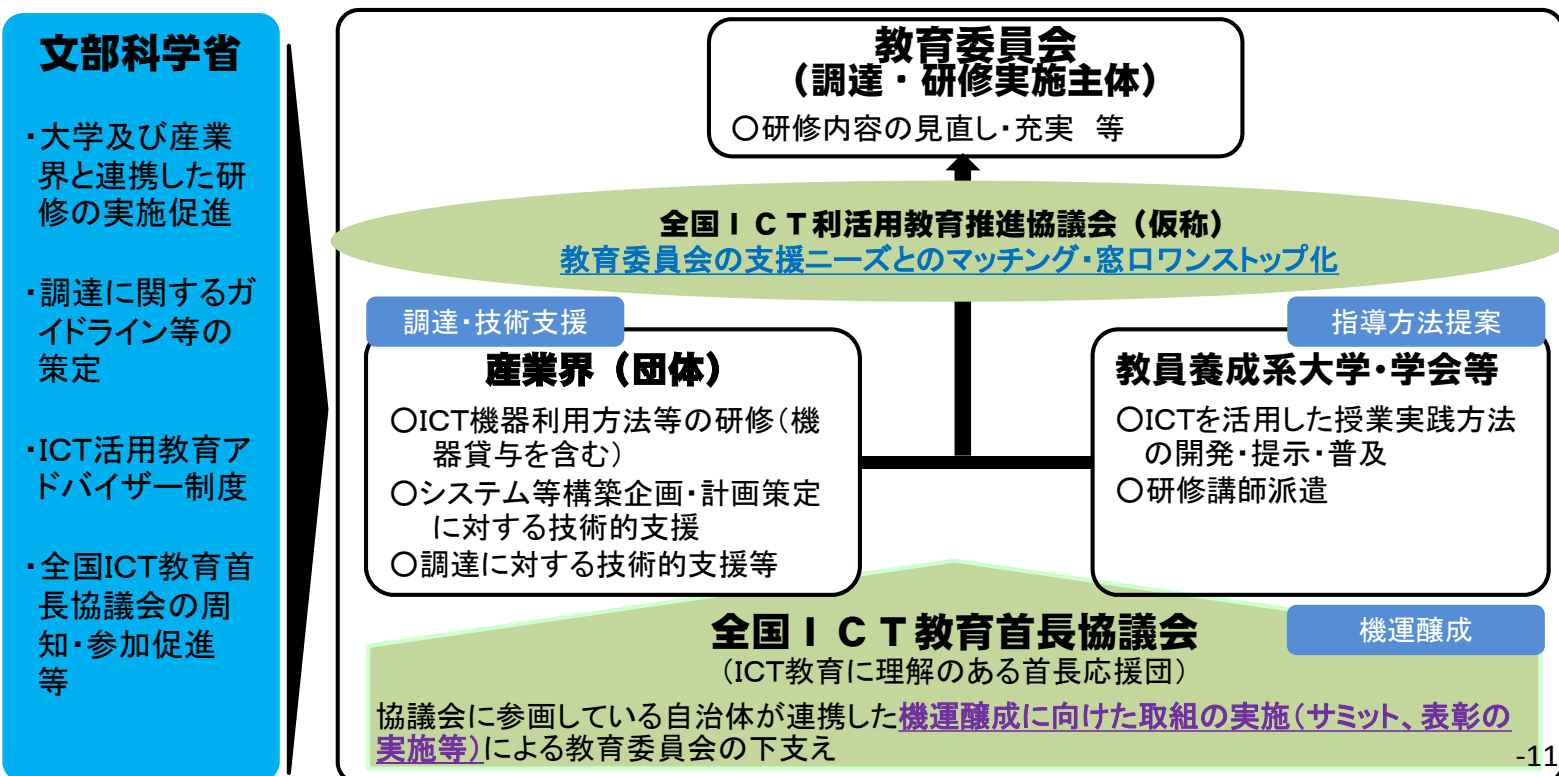 文部科学省
・大学及び産業
界と連携した研
修の実施促進
・調達に関するガ
イドライン等の
策定
・ICT活用教育ア
ドバイザー制度
・全国ICT教育首
長協議会の周
知・参加促進
等
教育委員会
（調達・研修実施主体）
○研修内容の見直し・充実　等
全国ＩＣＴ利活用教育推進協議会（仮称）
教育委員会の支援ニーズとのマッチング・窓口ワンストップ化
調達・技術支援
産業界（団体）
○ICT機器利用方法等の研修（機
器貸与を含む）
○システム等構築企画・計画策定
に対する技術的支援
○調達に対する技術的支援等
指導方法提案
教員養成系大学・学会等
○ICTを活用した授業実践方法
の開発・提示・普及
○研修講師派遣
全国ＩＣＴ教育首長協議会
（ICT教育に理解のある首長応援団）
機運醸成
協議会に参画している自治体が連携した機運醸成に向けた取組の実施（サミット、表彰の
実施等）による教育委員会の下支え
-11